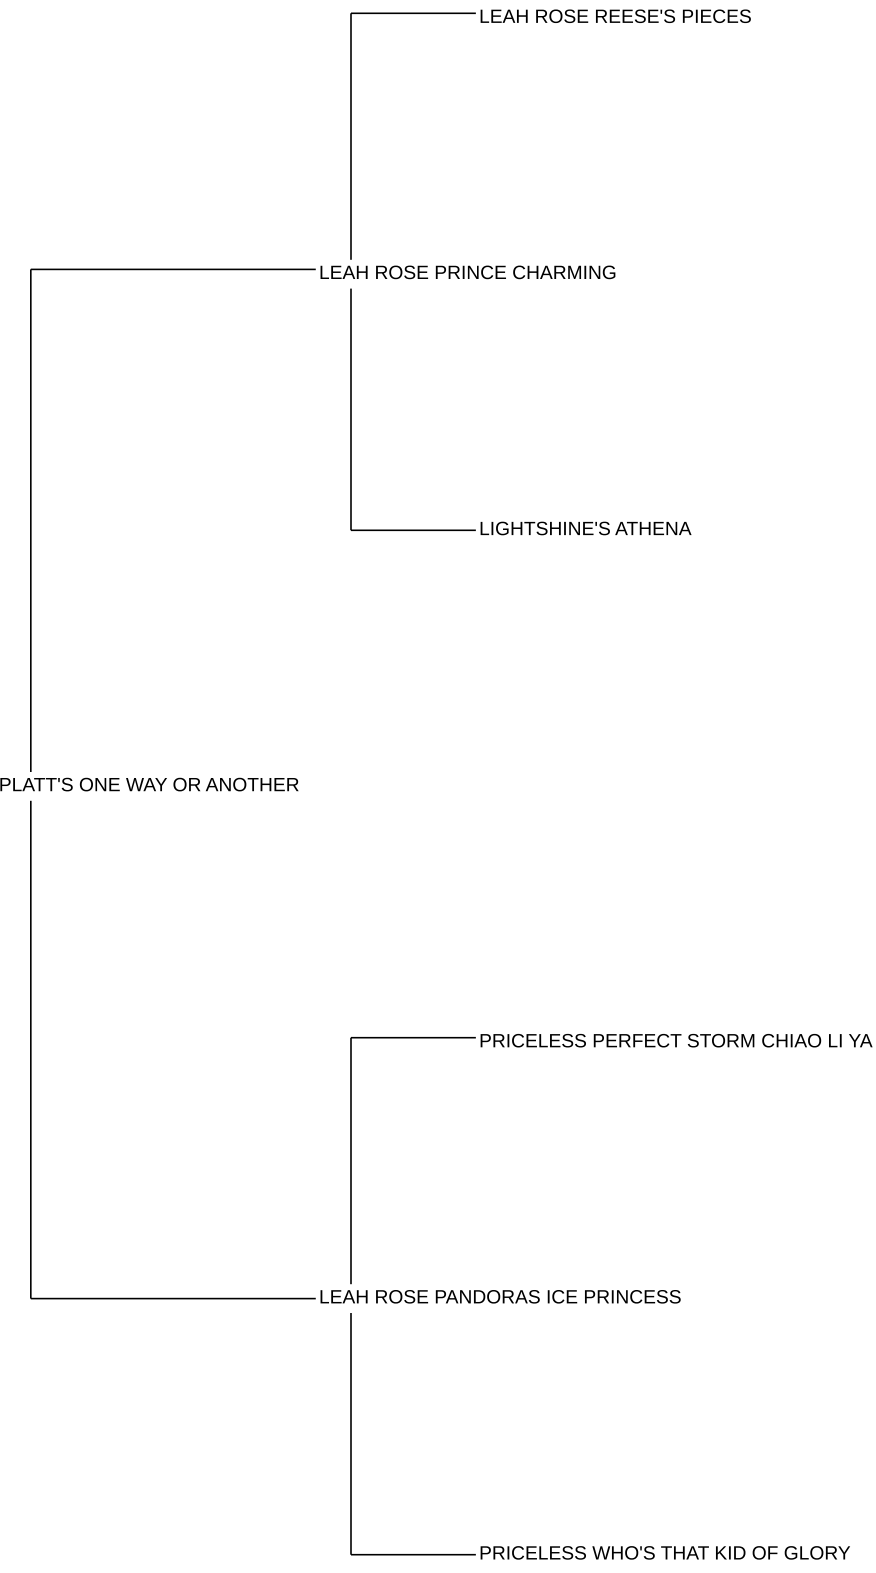 LEAH ROSE REESE'S PIECES
LEAH ROSE PRINCE CHARMING
LIGHTSHINE'S ATHENA
PLATT'S ONE WAY OR ANOTHER
PRICELESS PERFECT STORM CHIAO LI YA
LEAH ROSE PANDORAS ICE PRINCESS
PRICELESS WHO'S THAT KID OF GLORY